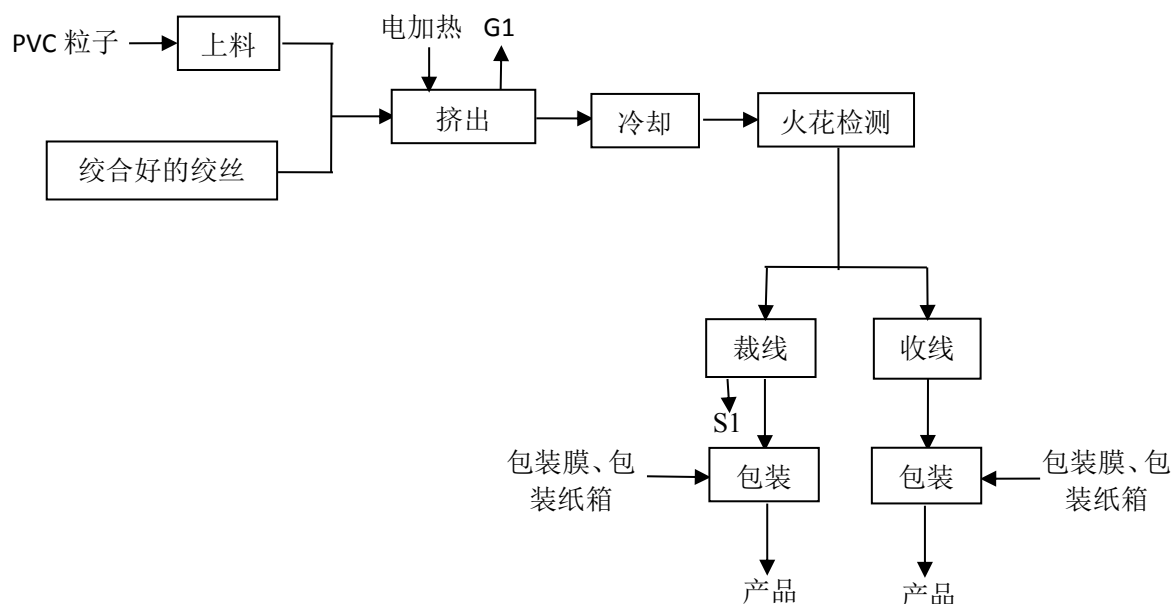 电加热
G1
PVC 粒子
上料
挤出
冷却
火花检测
绞合好的绞丝
裁线
收线
S1
包装膜、包
装纸箱
包装
包装
包装膜、包
装纸箱
产品
产品